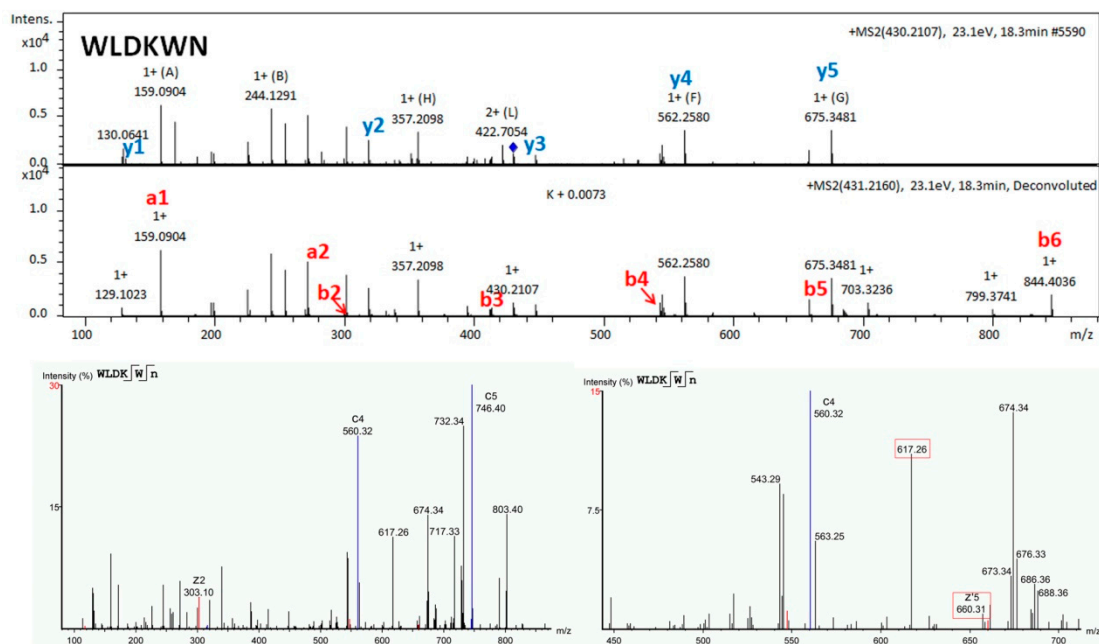 Intens.
x10⁴
WLDKWN
+MS2(430.2107), 23.1eV, 18.3min #5590
1.0
0.5
0.0
130.0641
y1
1+ (A)
159.0904
1+ (B)
244.1291
y2
1+ (H)
357.2098
2+ (L)
422.7054
y3
y4
1+ (F)
562.2580
y5
1+ (G)
675.3481
x10⁴
K + 0.0073
+MS2(431.2160), 23.1eV, 18.3min, Deconvoluted
1.0
0.5
0.0
1+
129.1023
a1
1+
159.0904
a2
b2
1+
357.2098
b3
1+
430.2107
b4
562.2580
b5
675.3481
1+
703.3236
1+
799.3741
b6
1+
844.4036
100 200 300 400 500 600 700 800 m/z
Intensity (%) WLDK W n
30
15
C4
560.32
C5
746.40
732.34
674.34
717.33
803.40
617.26
Z2
303.10
100 200 300 400 500 600 700 800 m/z
Intensity (%) WLDK W n
15
7.5
C4
560.32
543.29
563.25
617.26
674.34
673.34
676.33
686.36
688.36
Z'5
660.31
450 500 550 600 650 700 m/z